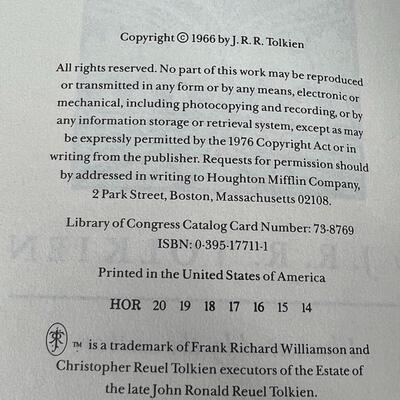 Copyright © 1966 by J.R.R. Tolkien
All rights reserved. No part of this work may be reproduced
or transmitted in any form or by any means, electronic or
mechanical, including photocopying and recording, or by
any information storage or retrieval system, except as may
be expressly permitted by the 1976 Copyright Act or in
writing from the publisher. Requests for permission should
by addressed in writing to Houghton Mifflin Company,
2 Park Street, Boston, Massachusetts 02108.
Library of Congress Catalog Card Number: 73-8769
ISBN: 0-395-17711-1
Printed in the United States of America
HOR 20 19 18 17 16 15 14
™ is a trademark of Frank Richard Williamson and
Christopher Reuel Tolkien executors of the Estate of
the late John Ronald Reuel Tolkien.